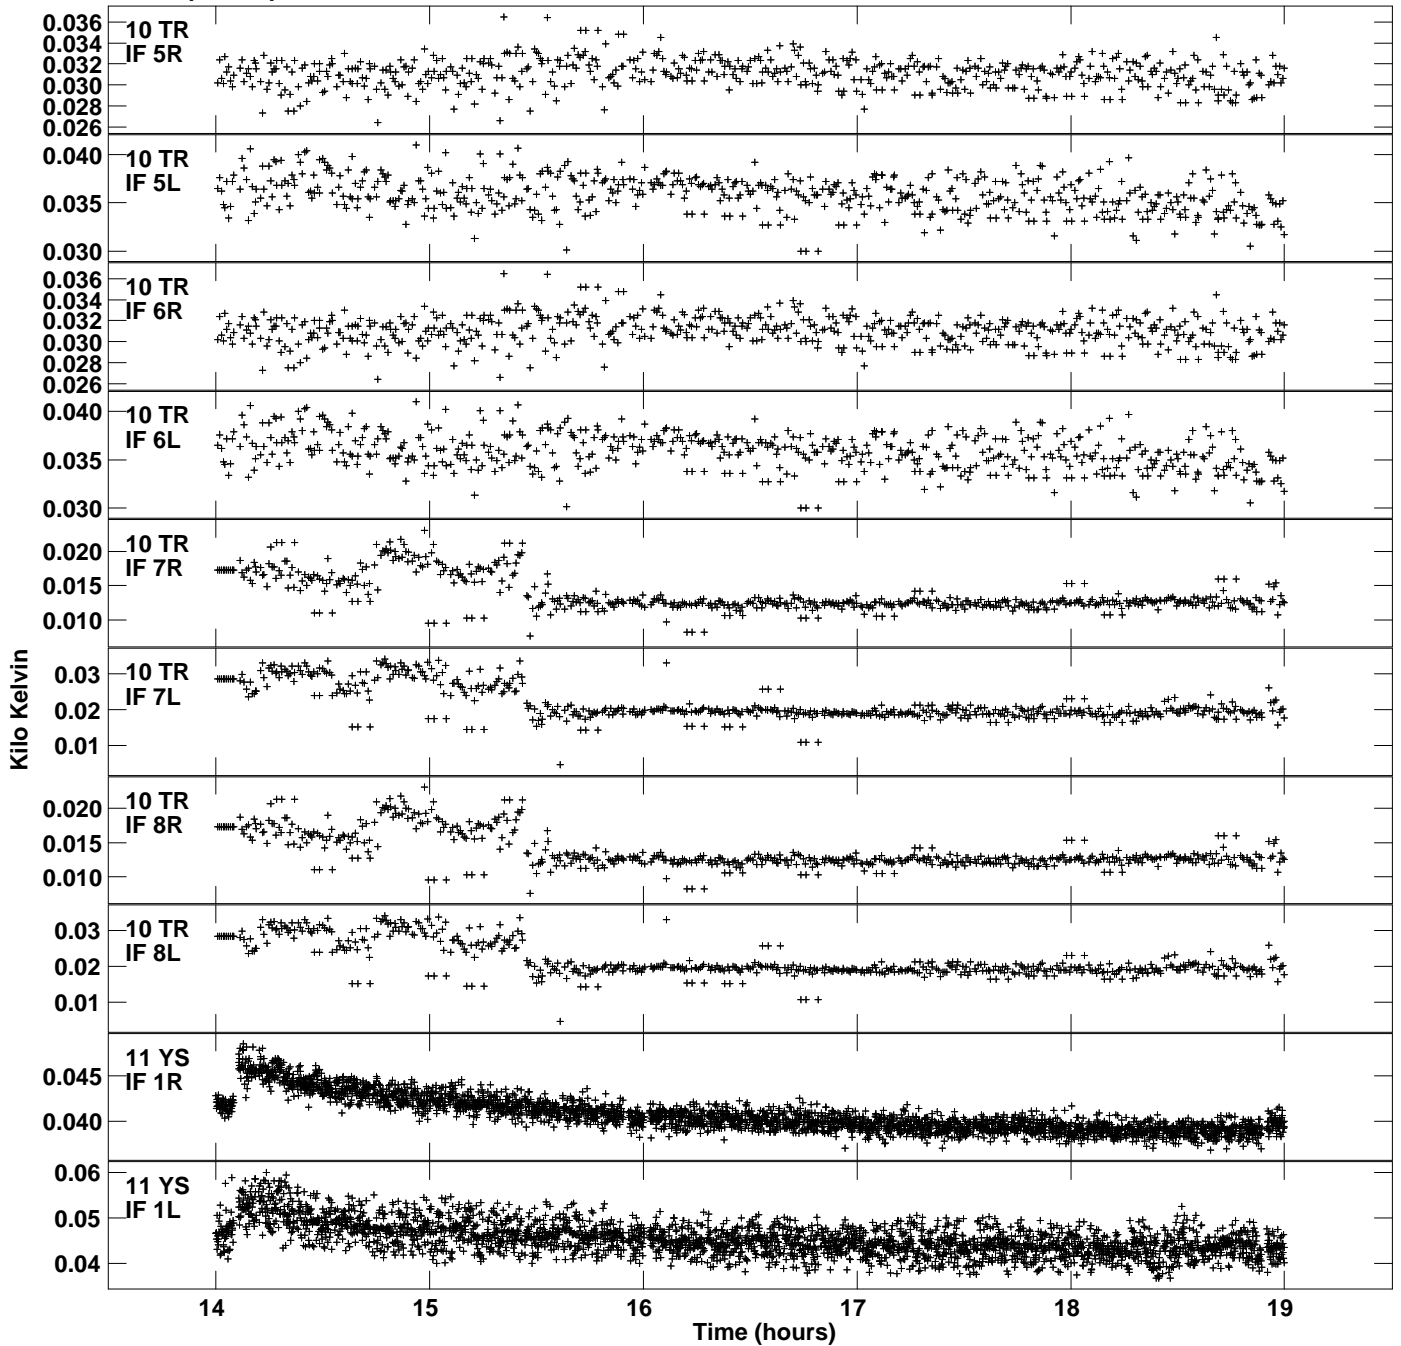 0.036
0.034
0.032
0.030
0.028
0.026
10 TR
IF 5R
0.040
0.035
0.030
10 TR
IF 5L
0.036
0.034
0.032
0.030
0.028
0.026
10 TR
IF 6R
0.040
0.035
0.030
10 TR
IF 6L
0.020
0.015
0.010
10 TR
IF 7R
0.03
0.02
0.01
10 TR
IF 7L
0.020
0.015
0.010
10 TR
IF 8R
0.03
0.02
0.01
10 TR
IF 8L
0.045
0.040
11 YS
IF 1R
0.06
0.05
0.04
11 YS
IF 1L
Kilo Kelvin
14 15 16 17 18 19
Time (hours)